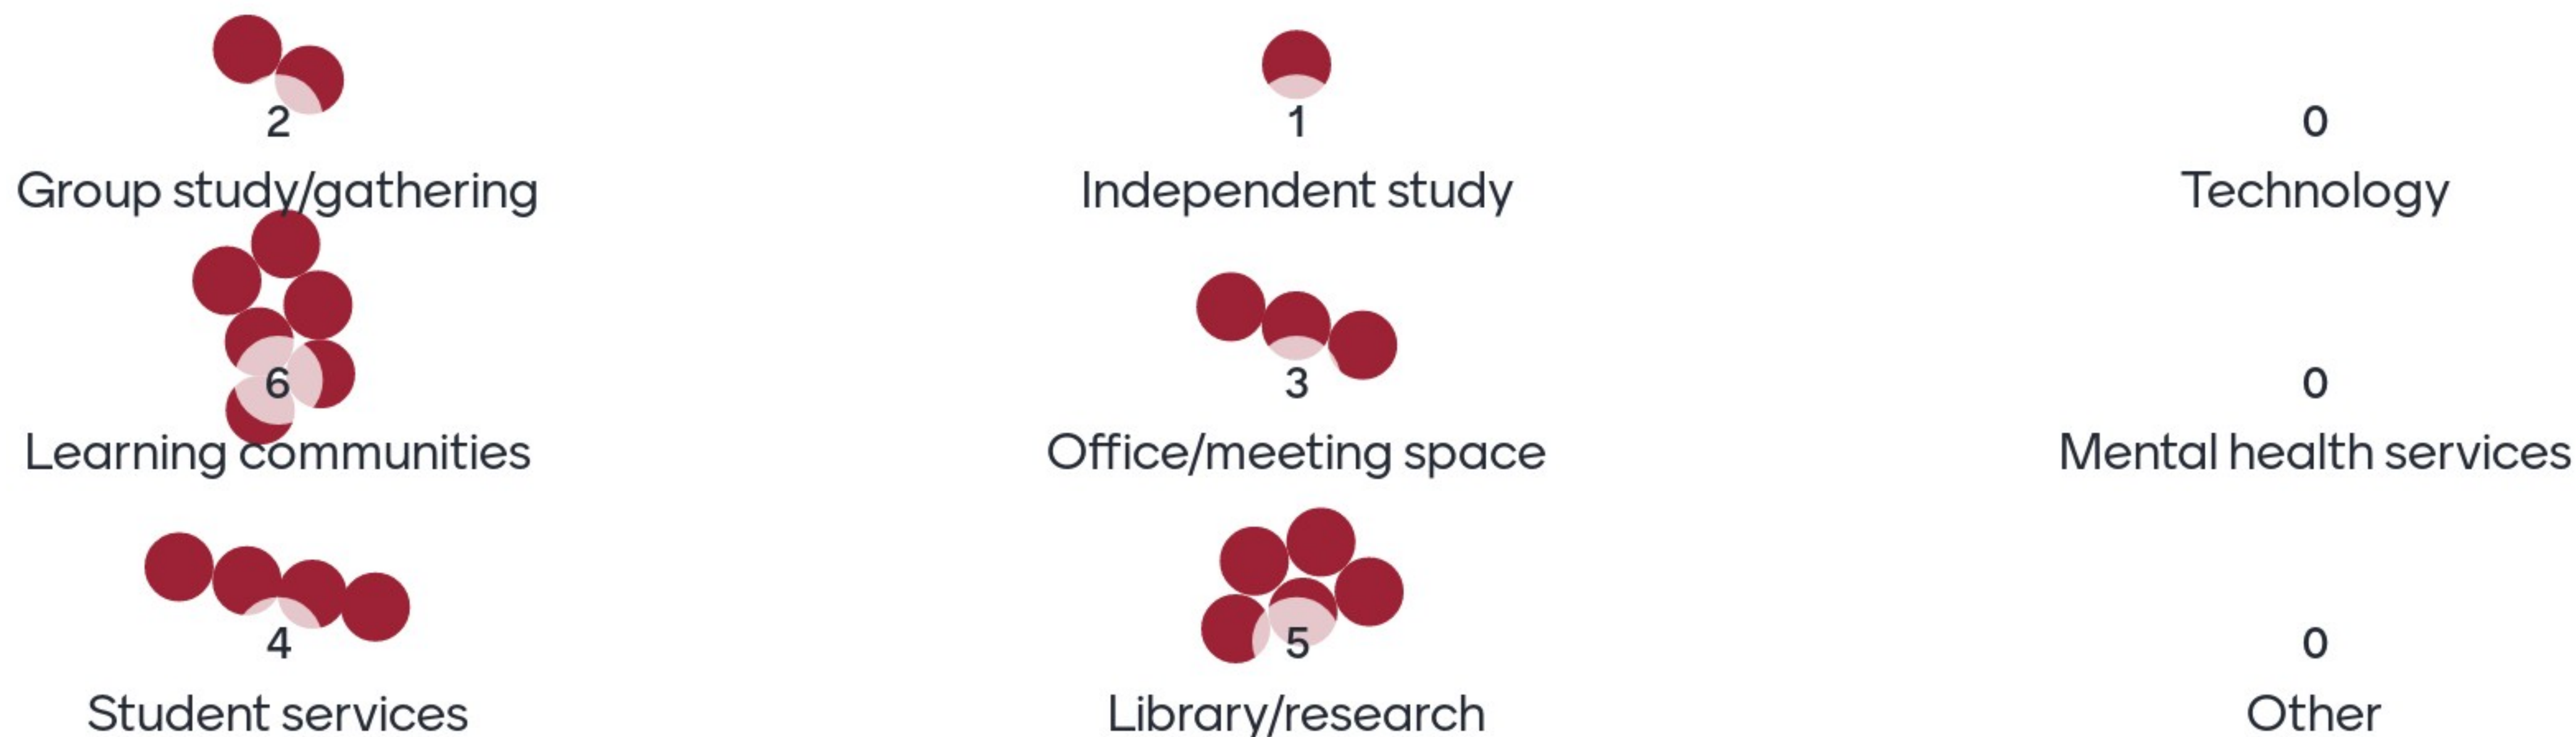 2
Group study/gathering
1
Independent study
0
Technology
6
Learning communities
3
Office/meeting space
0
Mental health services
4
Student services
5
Library/research
0
Other